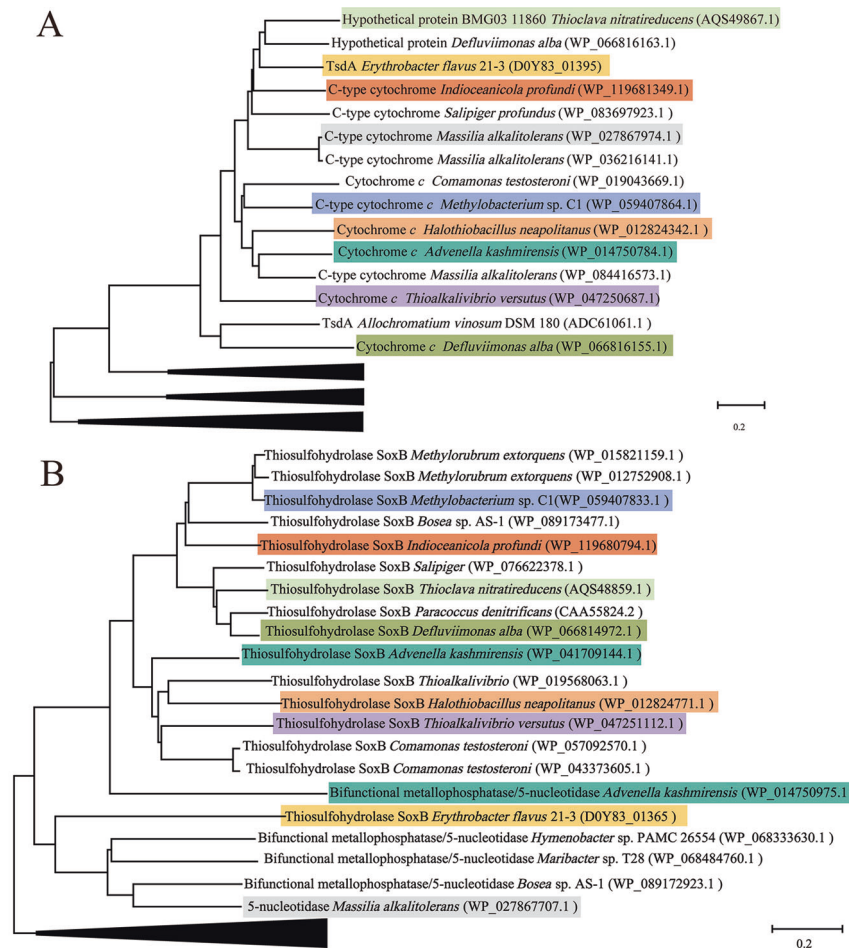 A
Hypothetical protein BMG03 11860 Thioclava nitratireducens (AQS49867.1)
Hypothetical protein Defluviimonas alba (WP_066816163.1)
TsdA Erythrobacter flavus 21-3 (D0Y83_01395)
C-type cytochrome Indioceanicola profundi (WP_119681349.1)
C-type cytochrome Salipiger profundus (WP_083697923.1)
C-type cytochrome Massilia alkalitolerans (WP_027867974.1 )
C-type cytochrome Massilia alkalitolerans (WP_036216141.1)
Cytochrome c Comamonas testosteroni (WP_019043669.1)
C-type cytochrome c Methylobacterium sp. C1 (WP_059407864.1)
Cytochrome c Halothiobacillus neapolitanus (WP_012824342.1 )
Cytochrome c Advenella kashmirensis (WP_014750784.1)
C-type cytochrome Massilia alkalitolerans (WP_084416573.1)
Cytochrome c Thioalkalivibrio versutus (WP_047250687.1)
TsdA Allochromatium vinosum DSM 180 (ADC61061.1 )
Cytochrome c Defluviimonas alba (WP_066816155.1)
0.2
B
Thiosulfohydrolase SoxB Methylorubrum extorquens (WP_015821159.1 )
Thiosulfohydrolase SoxB Methylorubrum extorquens (WP_012752908.1 )
Thiosulfohydrolase SoxB Methylobacterium sp. C1(WP_059407833.1 )
Thiosulfohydrolase SoxB Bosea sp. AS-1 (WP_089173477.1)
Thiosulfohydrolase SoxB Indioceanicola profundi (WP_119680794.1)
Thiosulfohydrolase SoxB Salipiger (WP_076622378.1 )
Thiosulfohydrolase SoxB Thioclava nitratireducens (AQS48859.1 )
Thiosulfohydrolase SoxB Paracoccus denitrificans (CAA55824.2 )
Thiosulfohydrolase SoxB Defluviimonas alba (WP_066814972.1 )
Thiosulfohydrolase SoxB Advenella kashmirensis (WP_041709144.1 )
Thiosulfohydrolase SoxB Thioalkalivibrio (WP_019568063.1 )
Thiosulfohydrolase SoxB Halothiobacillus neapolitanus (WP_012824771.1 )
Thiosulfohydrolase SoxB Thioalkalivibrio versutus (WP_047251112.1 )
Thiosulfohydrolase SoxB Comamonas testosteroni (WP_057092570.1 )
Thiosulfohydrolase SoxB Comamonas testosteroni (WP_043373605.1 )
Bifunctional metallophosphatase/5-nucleotidase Advenella kashmirensis (WP_014750975.1
Thiosulfohydrolase SoxB Erythrobacter flavus 21-3 (D0Y83_01365 )
Bifunctional metallophosphatase/5-nucleotidase Hymenobacter sp. PAMC 26554 (WP_068333630.1 )
Bifunctional metallophosphatase/5-nucleotidase Maribacter sp. T28 (WP_068484760.1 )
Bifunctional metallophosphatase/5-nucleotidase Bosea sp. AS-1 (WP_089172923.1 )
5-nucleotidase Massilia alkalitolerans (WP_027867707.1 )
0.2